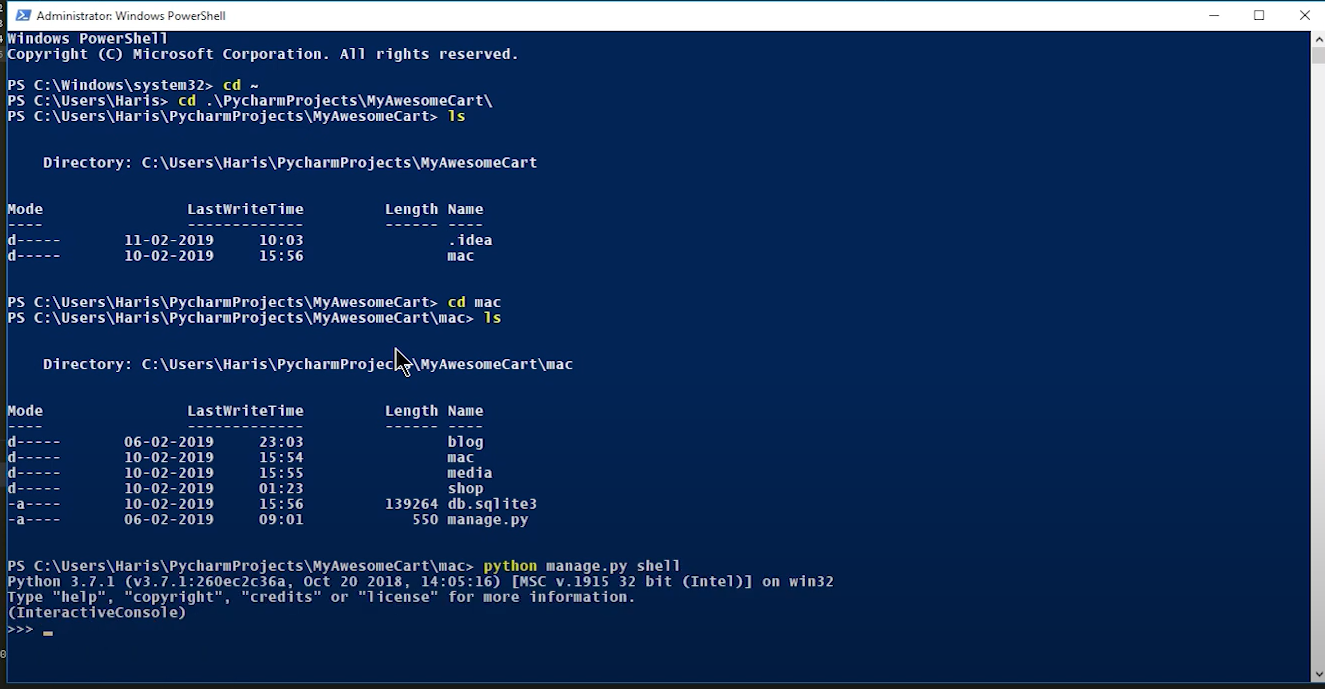 Administrator: Windows PowerShell
Windows PowerShell
Copyright (C) Microsoft Corporation. All rights reserved.
PS C:\Windows\system32> cd ~
PS C:\Users\Haris> cd .\PycharmProjects\MyAwesomeCart\
PS C:\Users\Haris\PycharmProjects\MyAwesomeCart> ls
Directory: C:\Users\Haris\PycharmProjects\MyAwesomeCart
Mode LastWriteTime Length Name
---- ------------- ------ ----
d----- 11-02-2019 10:03 .idea
d----- 10-02-2019 15:56 mac
PS C:\Users\Haris\PycharmProjects\MyAwesomeCart> cd mac
PS C:\Users\Haris\PycharmProjects\MyAwesomeCart\mac> ls
Directory: C:\Users\Haris\PycharmProjects\MyAwesomeCart\mac
Mode LastWriteTime Length Name
---- ------------- ------ ----
d----- 06-02-2019 23:03 blog
d----- 10-02-2019 15:54 mac
d----- 10-02-2019 15:55 media
d----- 10-02-2019 01:23 shop
-a---- 10-02-2019 15:56 139264 db.sqlite3
-a---- 06-02-2019 09:01 550 manage.py
PS C:\Users\Haris\PycharmProjects\MyAwesomeCart\mac> python manage.py shell
Python 3.7.1 (v3.7.1:260ec2c36a, Oct 20 2018, 14:05:16) [MSC v.1915 32 bit (Intel)] on win32
Type "help", "copyright", "credits" or "license" for more information.
(InteractiveConsole)
>>> _